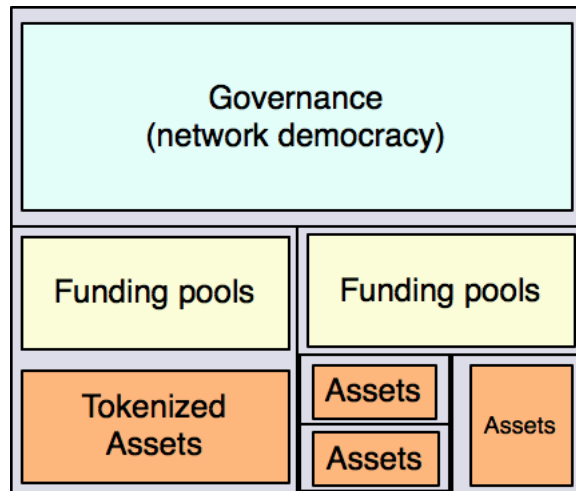 Governance
(network democracy)
Funding pools
Funding pools
Tokenized
Assets
Assets
Assets
Assets